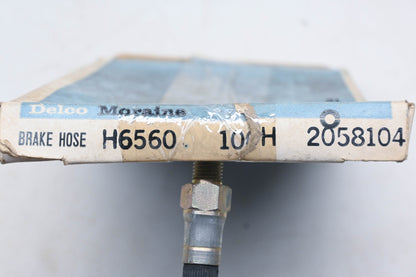 Delco Moraine
BRAKE HOSE H6560 10 H 2058104